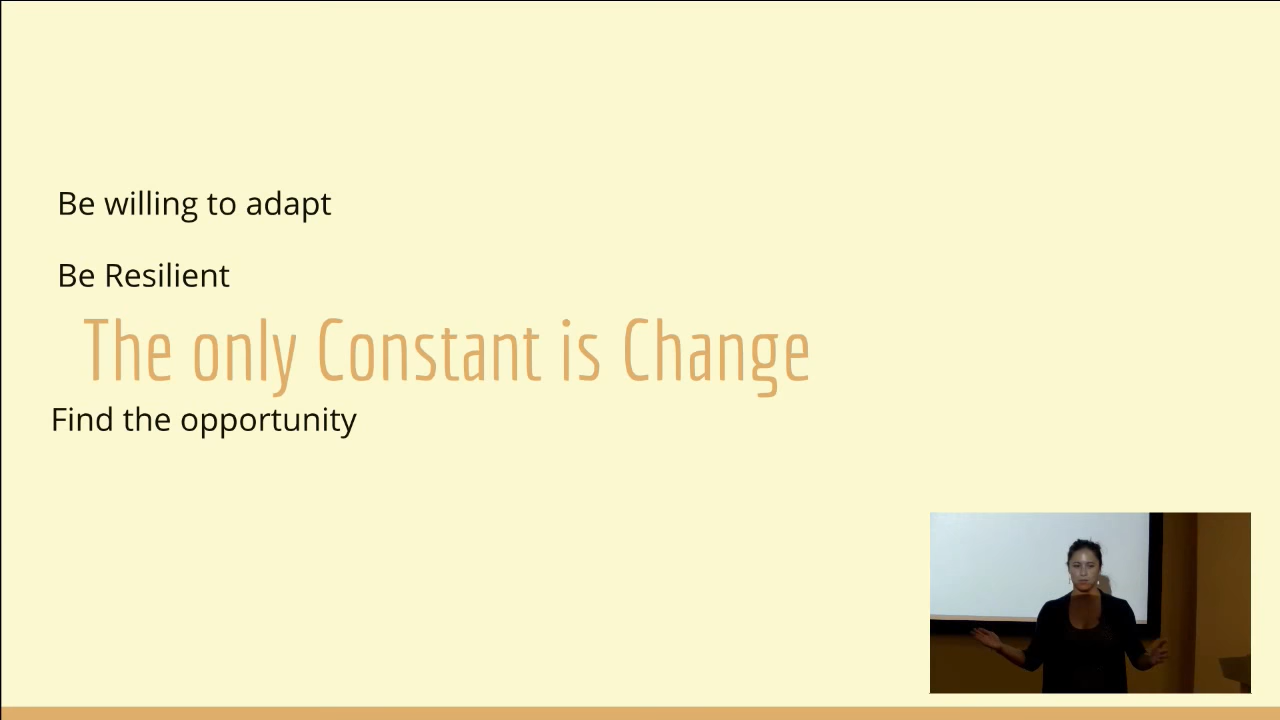 Be willing to adapt
Be Resilient
The only Constant is Change
Find the opportunity